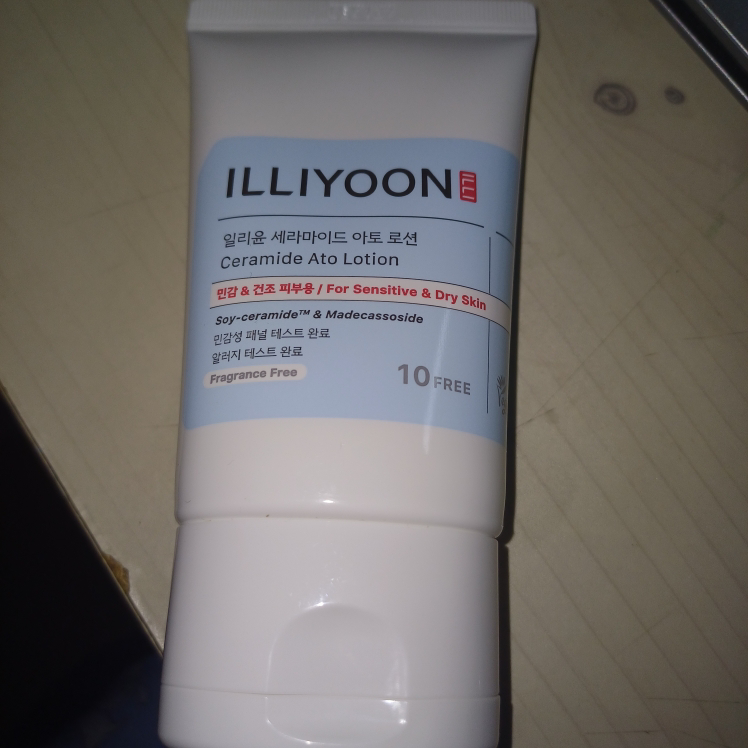 ILLIYOON ILLI
일리윤 세라마이드 아토 로션
Ceramide Ato Lotion
민감 & 건조 피부용 / For Sensitive & Dry Skin
Soy-ceramide™ & Madecassoside
민감성 패널 테스트 완료
알러지 테스트 완료
Fragrance Free
10 FREE